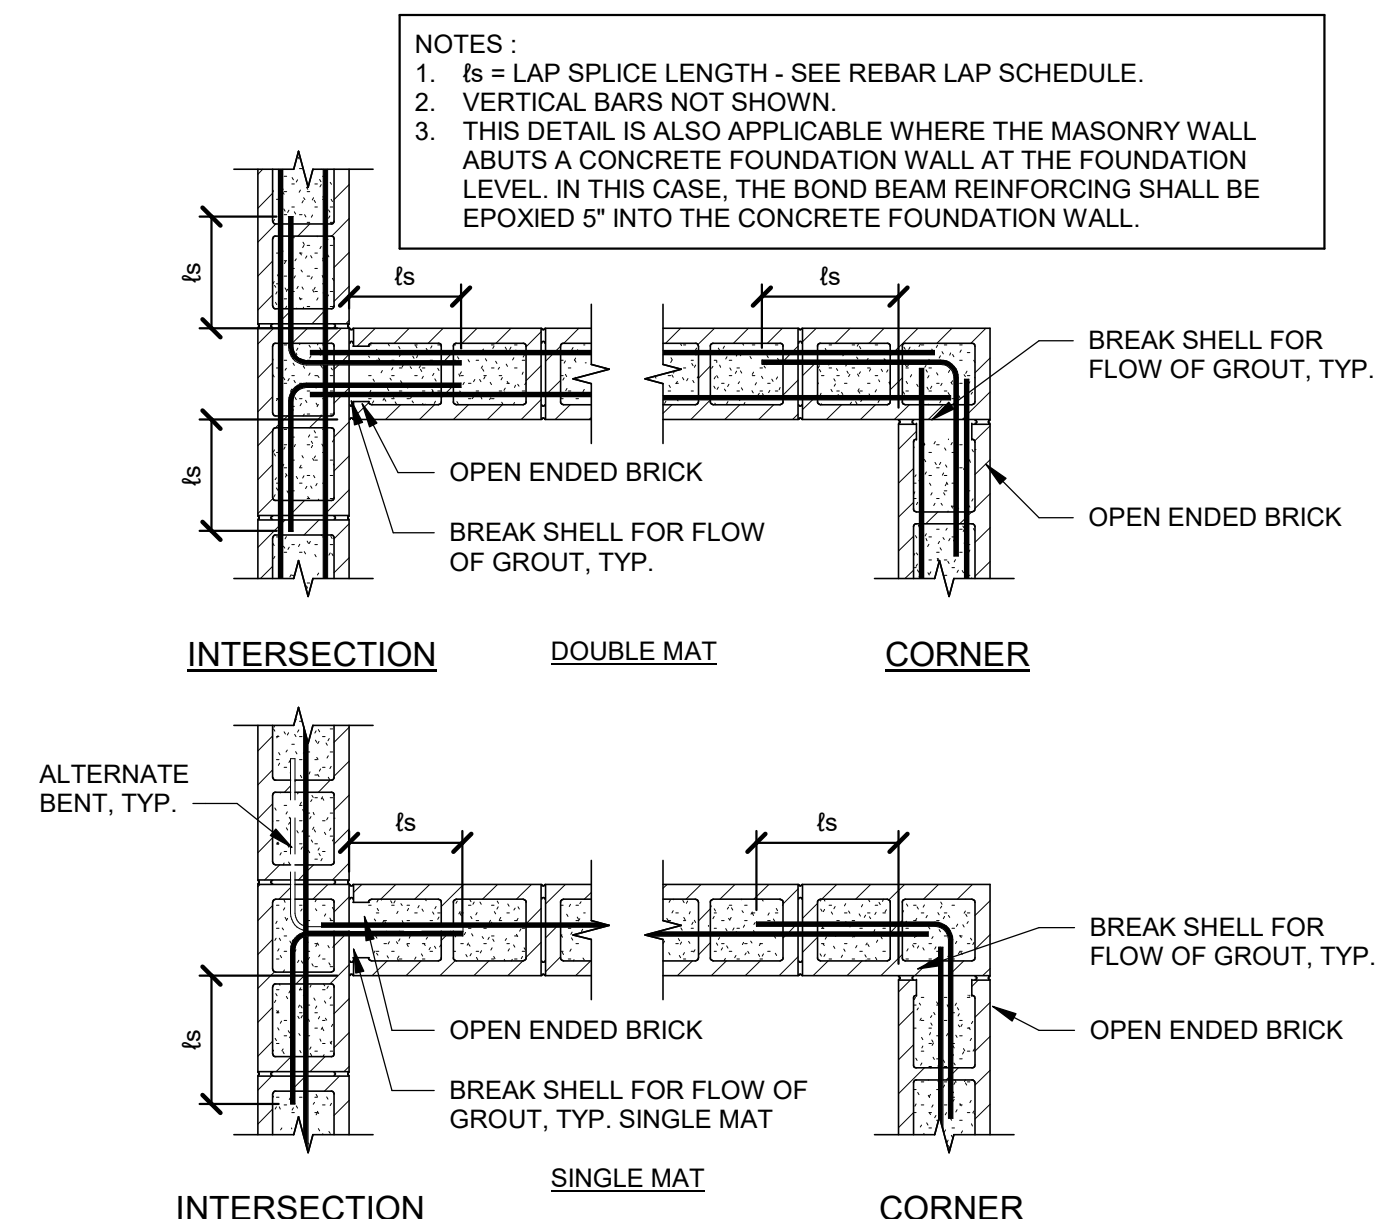 NOTES :
1. ℓs = LAP SPLICE LENGTH - SEE REBAR LAP SCHEDULE.
2. VERTICAL BARS NOT SHOWN.
3. THIS DETAIL IS ALSO APPLICABLE WHERE THE MASONRY WALL
ABUTS A CONCRETE FOUNDATION WALL AT THE FOUNDATION
LEVEL. IN THIS CASE, THE BOND BEAM REINFORCING SHALL BE
EPOXIED 5" INTO THE CONCRETE FOUNDATION WALL.
ℓs
ℓs
ℓs
BREAK SHELL FOR
FLOW OF GROUT, TYP.
ℓs
OPEN ENDED BRICK
BREAK SHELL FOR FLOW
OF GROUT, TYP.
OPEN ENDED BRICK
INTERSECTION
DOUBLE MAT
CORNER
ALTERNATE
BENT, TYP.
ℓs
ℓs
BREAK SHELL FOR
FLOW OF GROUT, TYP.
ℓs
OPEN ENDED BRICK
OPEN ENDED BRICK
BREAK SHELL FOR FLOW OF
GROUT, TYP. SINGLE MAT
SINGLE MAT
INTERSECTION
CORNER